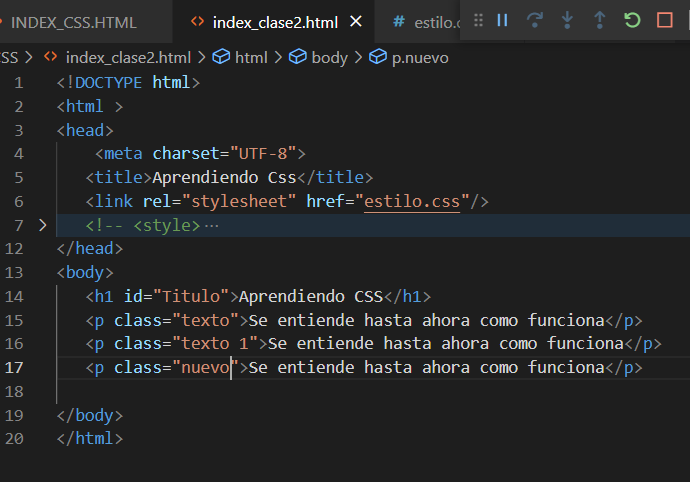 INDEX_CSS.HTML
index_clase2.html
estilo.c
CSS > index_clase2.html > html > body > p.nuevo
1 <!DOCTYPE html>
2 <html >
3 <head>
4 <meta charset="UTF-8">
5 <title>Aprendiendo Css</title>
6 <link rel="stylesheet" href="estilo.css"/>
7 <!-- <style>…
12 </head>
13 <body>
14 <h1 id="Titulo">Aprendiendo CSS</h1>
15 <p class="texto">Se entiende hasta ahora como funciona</p>
16 <p class="texto 1">Se entiende hasta ahora como funciona</p>
17 <p class="nuevo">Se entiende hasta ahora como funciona</p>
18
19 </body>
20 </html>